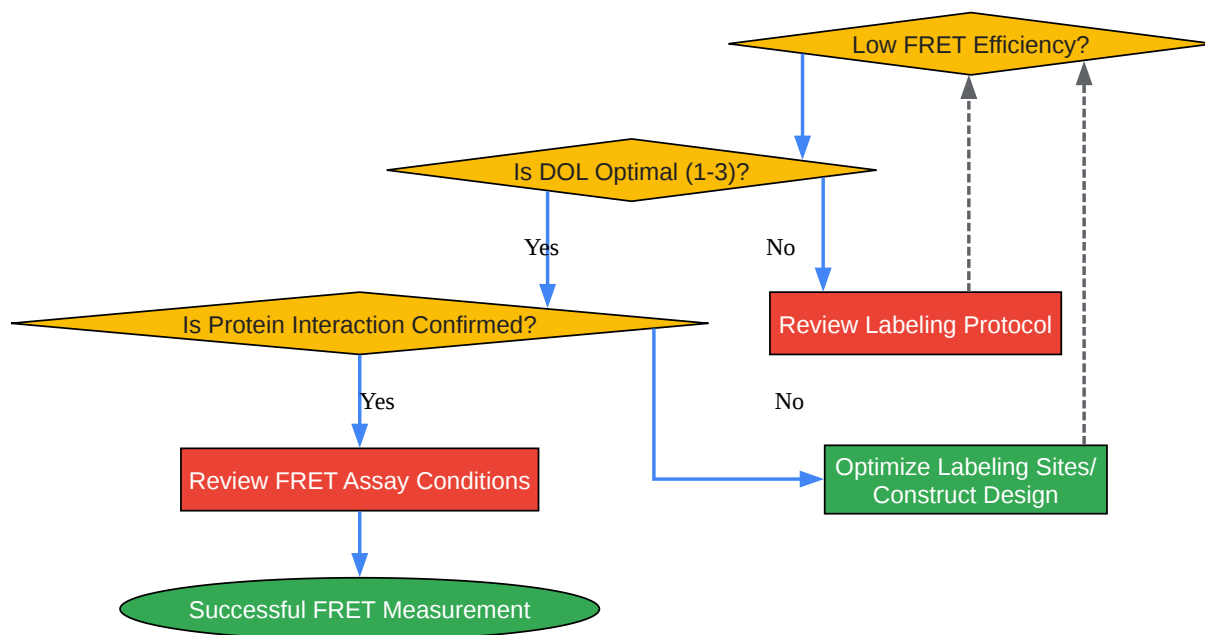 Low FRET Efficiency?
Is DOL Optimal (1-3)?
Yes
No
Is Protein Interaction Confirmed?
Review Labeling Protocol
Yes
No
Review FRET Assay Conditions
Optimize Labeling Sites/
Construct Design
Successful FRET Measurement